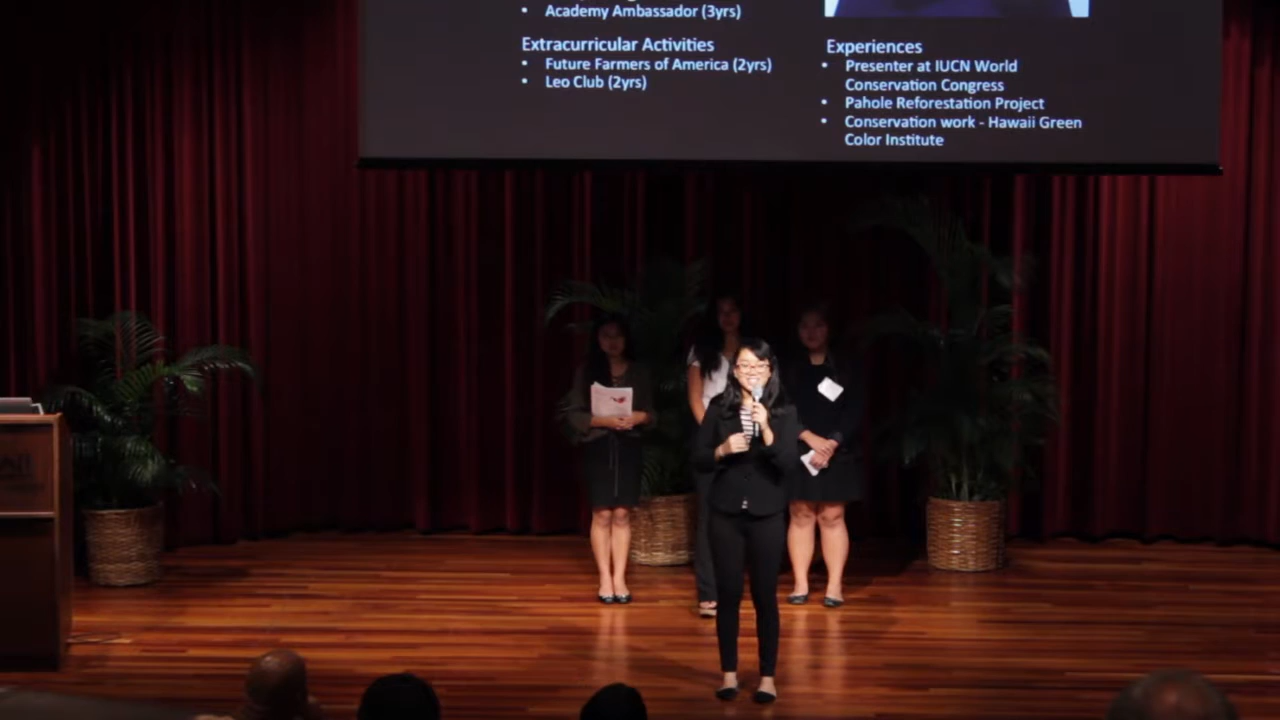 • Academy Ambassador (3yrs)
Extracurricular Activities
• Future Farmers of America (2yrs)
• Leo Club (2yrs)
Experiences
• Presenter at IUCN World
Conservation Congress
• Pahole Reforestation Project
• Conservation work - Hawaii Green
Color Institute